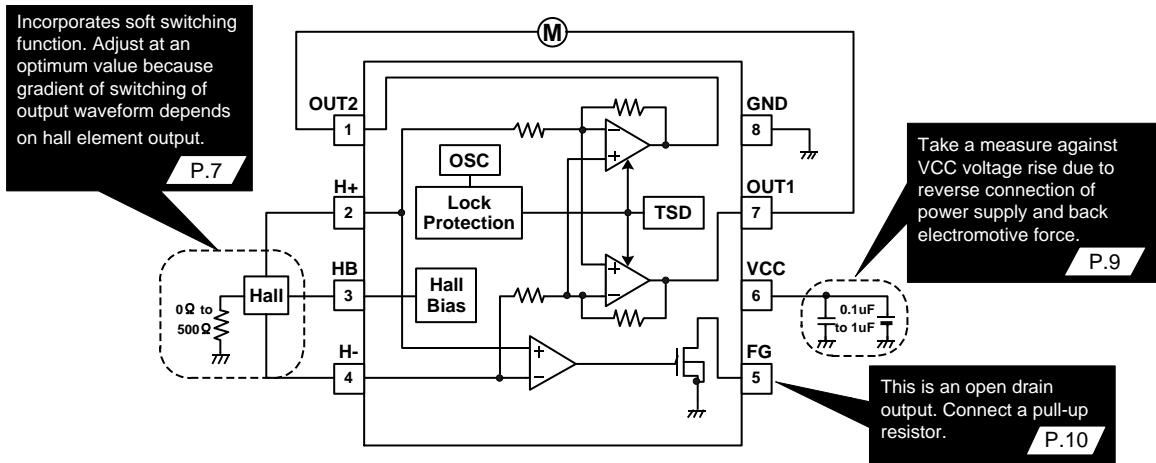 Incorporates soft switching
function. Adjust at an
optimum value because
gradient of switching of
output waveform depends
on hall element output.
P.7
M
OUT2
1
GND
8
OSC
Lock
Protection
TSD
H+
2
OUT1
7
Take a measure against
VCC voltage rise due to
reverse connection of
power supply and back
electromotive force.
P.9
Hall
0Ω to
500Ω
HB
3
Hall
Bias
VCC
6
0.1uF
to 1uF
H-
4
FG
5
This is an open drain
output. Connect a pull-up
resistor.
P.10
−
+
+
−
+
−